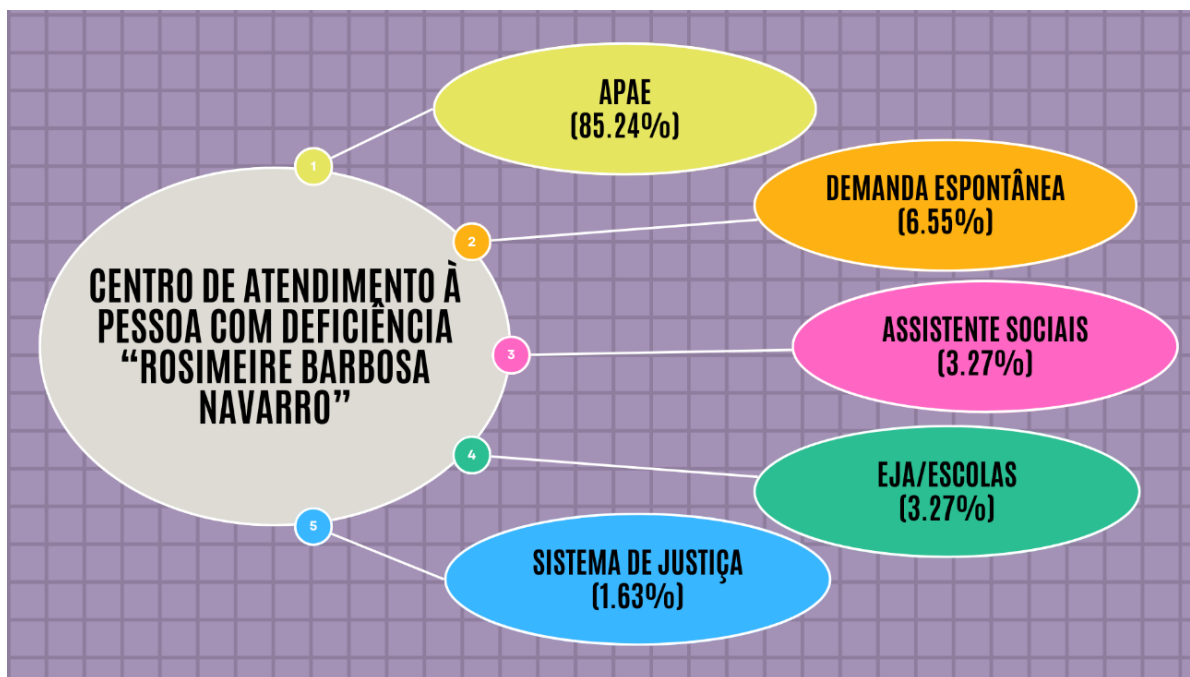 CENTRO DE ATENDIMENTO À
PESSOA COM DEFICIÊNCIA
“ROSIMEIRE BARBOSA
NAVARRO”
1
APAE
(85.24%)
2
DEMANDA ESPONTÂNEA
(6.55%)
3
ASSISTENTE SOCIAIS
(3.27%)
4
EJA/ESCOLAS
(3.27%)
5
SISTEMA DE JUSTIÇA
(1.63%)